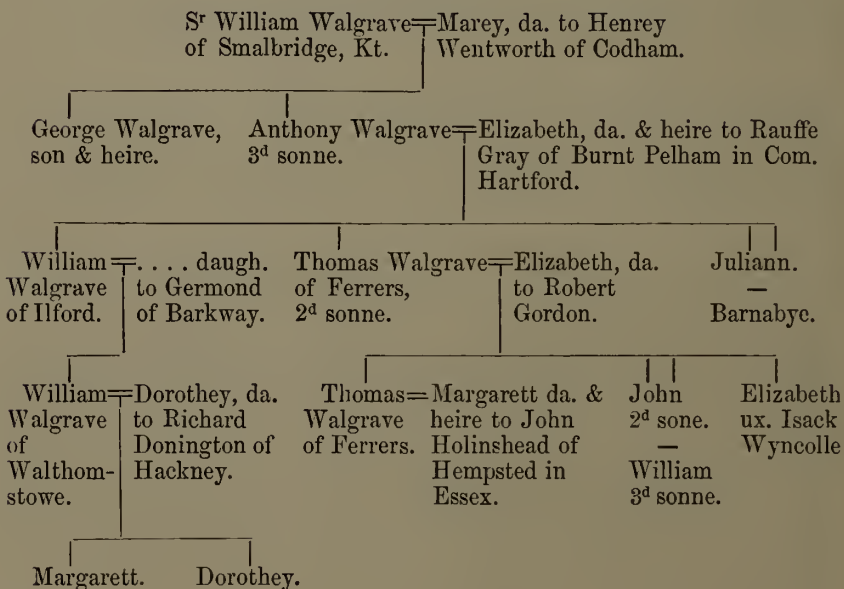 Sr William Walgrave=Marey, da. to Henrey
of Smalbridge, Kt. Wentworth of Codham.
George Walgrave, Anthony Walgrave=Elizabeth, da. & heire to Rauffe
son & heire. 3d sonne. Gray of Burnt Pelham in Com.
Hartford.
William=. . . . daugh. Thomas Walgrave=Elizabeth, da. Juliann.
Walgrave to Germond of Ferrers, to Robert —
of Ilford. of Barkway. 2d sonne. Gordon. Barnabye.
William=Dorothey, da. Thomas=Margarett da. & John Elizabeth
Walgrave to Richard Walgrave heire to John 2d sone. ux. Isack
of Donington of of Ferrers. Holinshead of — Wyncolle
Walthom- Hackney. Hempsted in William
stowe. Essex. 3d sonne.
Margarett. Dorothey.